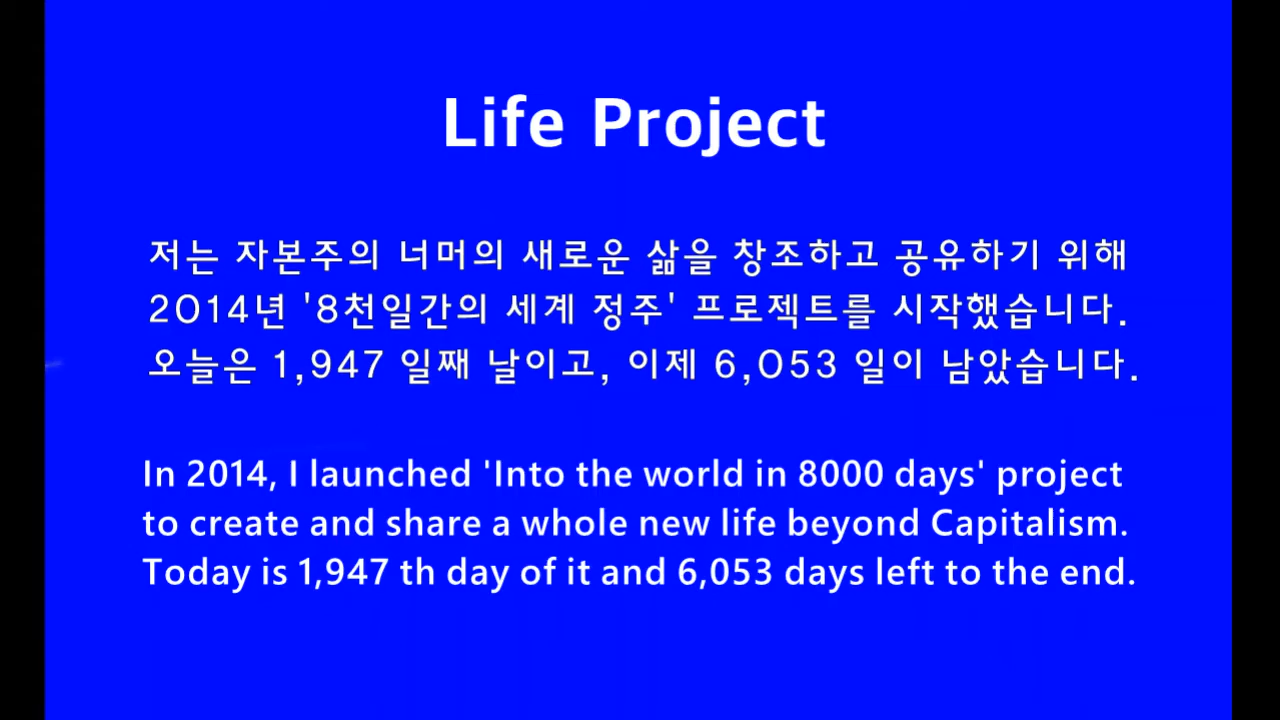 Life Project
저는 자본주의 너머의 새로운 삶을 창조하고 공유하기 위해
2014년 '8천일간의 세계 정주' 프로젝트를 시작했습니다.
오늘은 1,947 일째 날이고, 이제 6,053 일이 남았습니다.
In 2014, I launched 'Into the world in 8000 days' project
to create and share a whole new life beyond Capitalism.
Today is 1,947 th day of it and 6,053 days left to the end.